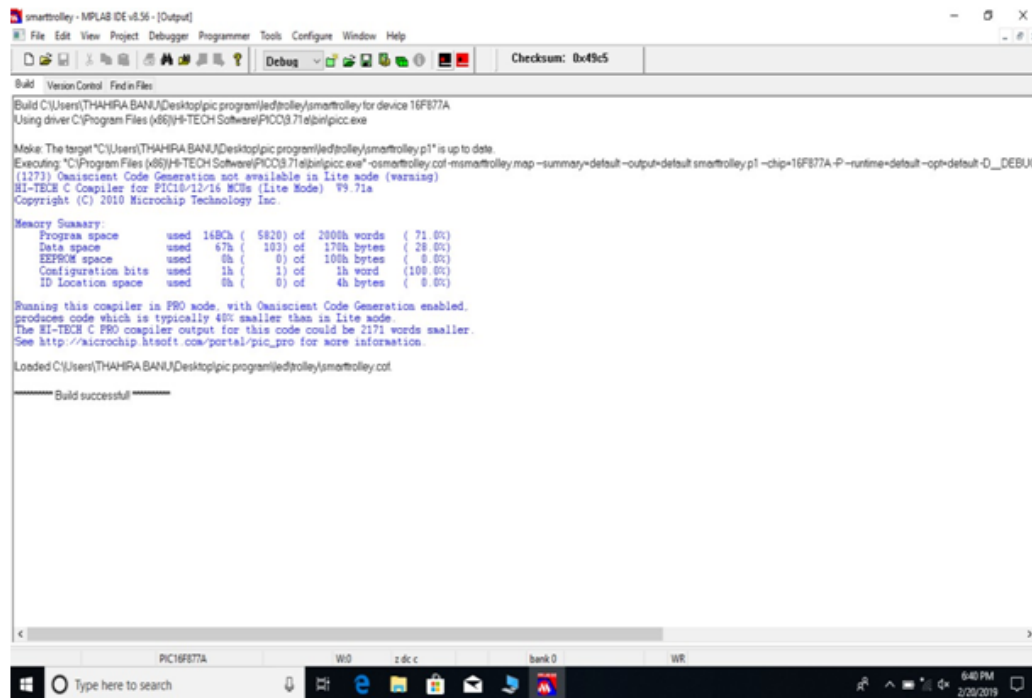 smarttrolley - MPLAB IDE v8.56 - [Output]
File Edit View Project Debugger Programmer Tools Configure Window Help
Debug Checksum: 0x49c5
Build Version Control Find in Files
Build C:\Users\THAHIRA BANU\Desktop\pic program\led\trolley\smarttrolley for device 16F877A
Using driver C:\Program Files (x86)\HI-TECH Software\PICC\9.71a\bin\picc.exe
Make: The target "C:\Users\THAHIRA BANU\Desktop\pic program\led\trolley\smarttrolley.p1" is up to date.
Executing: "C:\Program Files (x86)\HI-TECH Software\PICC\9.71a\bin\picc.exe" -osmarttrolley.cof -msmarttrolley.map --summary=default --output=default smarttrolley.p1 --chip=16F877A -P --runtime=default --opt=default -D__DEBUG
(1273) Omniscient Code Generation not available in Lite mode (warning)
HI-TECH C Compiler for PIC10/12/16 MCUs (Lite Mode) V9.71a
Copyright (C) 2010 Microchip Technology Inc.
Memory Summary:
Program space used 16BCh ( 5820) of 2000h words ( 71.0%)
Data space used 67h ( 103) of 170h bytes ( 28.0%)
EEPROM space used 0h ( 0) of 100h bytes ( 0.0%)
Configuration bits used 1h ( 1) of 1h word (100.0%)
ID Location space used 0h ( 0) of 4h bytes ( 0.0%)
Running this compiler in PRO mode, with Omniscient Code Generation enabled,
produces code which is typically 40% smaller than in Lite mode.
The HI-TECH C PRO compiler output for this code could be 2171 words smaller.
See http://microchip.htsoft.com/portal/pic_pro for more information.
Loaded C:\Users\THAHIRA BANU\Desktop\pic program\led\trolley\smarttrolley.cof.
********** Build successful! **********
PIC16F877A W:0 z dc c bank 0 WR
Type here to search
6:40 PM
2/20/2019